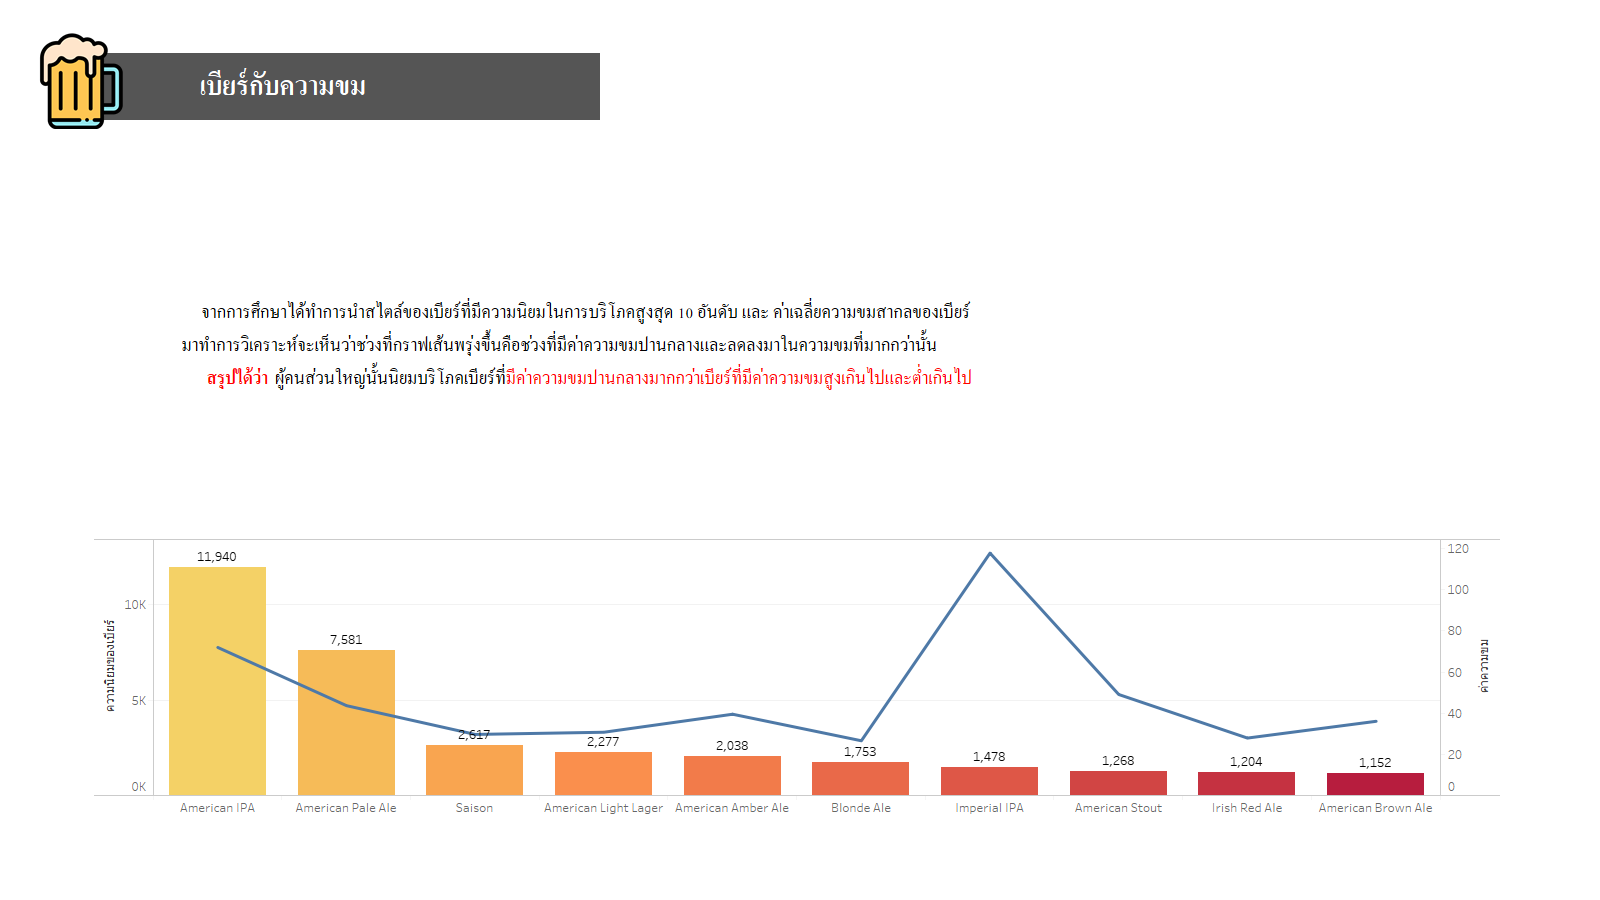 เบียร์กับความขม
จากการศึกษาได้ทำการนำสไตล์ของเบียร์ที่มีความนิยมในการบริโภคสูงสุด 10 อันดับ และ ค่าเฉลี่ยความขมสากลของเบียร์
มาทำการวิเคราะห์จะเห็นว่าช่วงที่กราฟเส้นพรุ่งขึ้นคือช่วงที่มีค่าความขมปานกลางและลดลงมาในความขมที่มากกว่านั้น
สรุปได้ว่า ผู้คนส่วนใหญ่นั้นนิยมบริโภคเบียร์ที่มีค่าความขมปานกลางมากกว่าเบียร์ที่มีค่าความขมสูงเกินไปและต่ำเกินไป
ความนิยมของเบียร์
10K
5K
0K
11,940
7,581
2,617
2,277
2,038
1,753
1,478
1,268
1,204
1,152
120
100
80
60
40
20
0
ค่าความขม
American IPA
American Pale Ale
Saison
American Light Lager
American Amber Ale
Blonde Ale
Imperial IPA
American Stout
Irish Red Ale
American Brown Ale